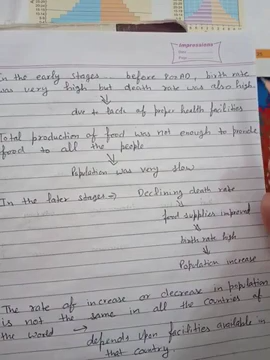 impressions
In the early stages before 200 AD, birth rate
was very high but death rate was also high.
due to lack of proper health facilities
Total production of food was not enough to provide
food to all the people
Population was very slow
In the later stages → Declining death rate
food supplies improved
birth rate high
Population increase
The rate of increase or decrease in population
is not the same in all the countries of
the world →
depends upon facilities available in
that country